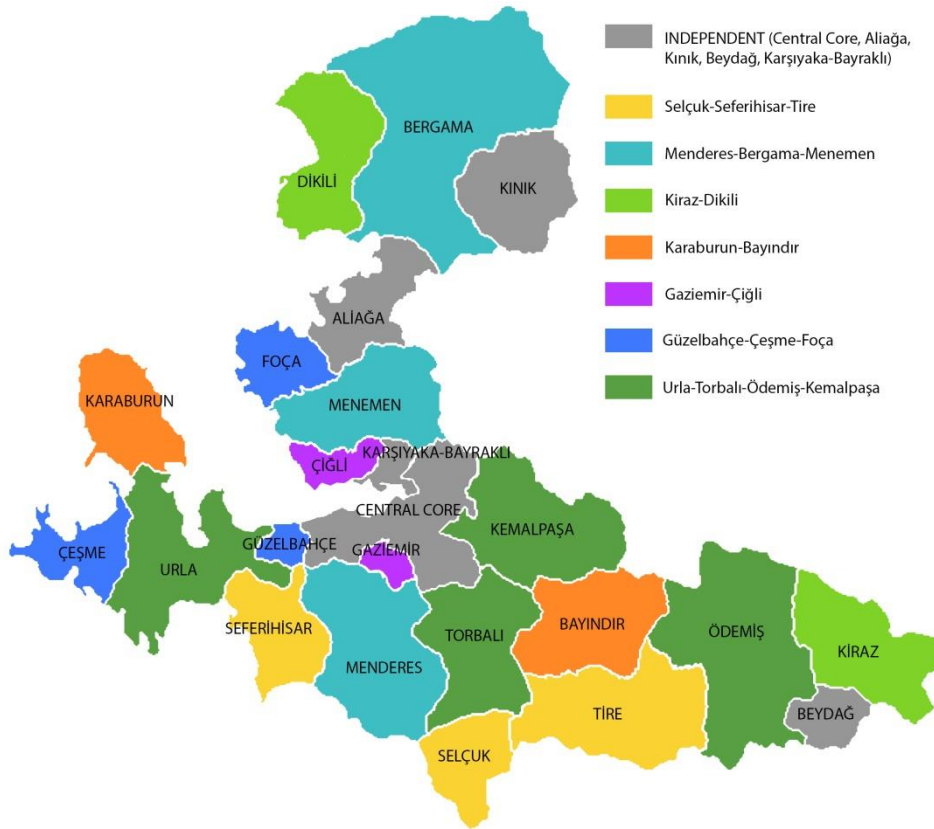 INDEPENDENT (Central Core, Aliağa,
Kınık, Beydağ, Karşıyaka-Bayraklı)
Selçuk-Seferihisar-Tire
Menderes-Bergama-Menemen
Kiraz-Dikili
Karaburun-Bayındır
Gaziemir-Çiğli
Güzelbahçe-Çeşme-Foça
Urla-Torbalı-Ödemiş-Kemalpaşa
BERGAMA
DİKİLİ
KINIK
ALİAĞA
FOÇA
KARABURUN
MENEMEN
KARŞIYAKA-BAYRAKLI
ÇİĞLİ
CENTRAL CORE
KEMALPAŞA
GÜZELBAHÇE
GAZIEMİR
ÇEŞME
URLA
SEFERİHİSAR
MENDERES
TORBALI
BAYINDIR
ÖDEMİŞ
KİRAZ
TİRE
BEYDAĞ
SELÇUK